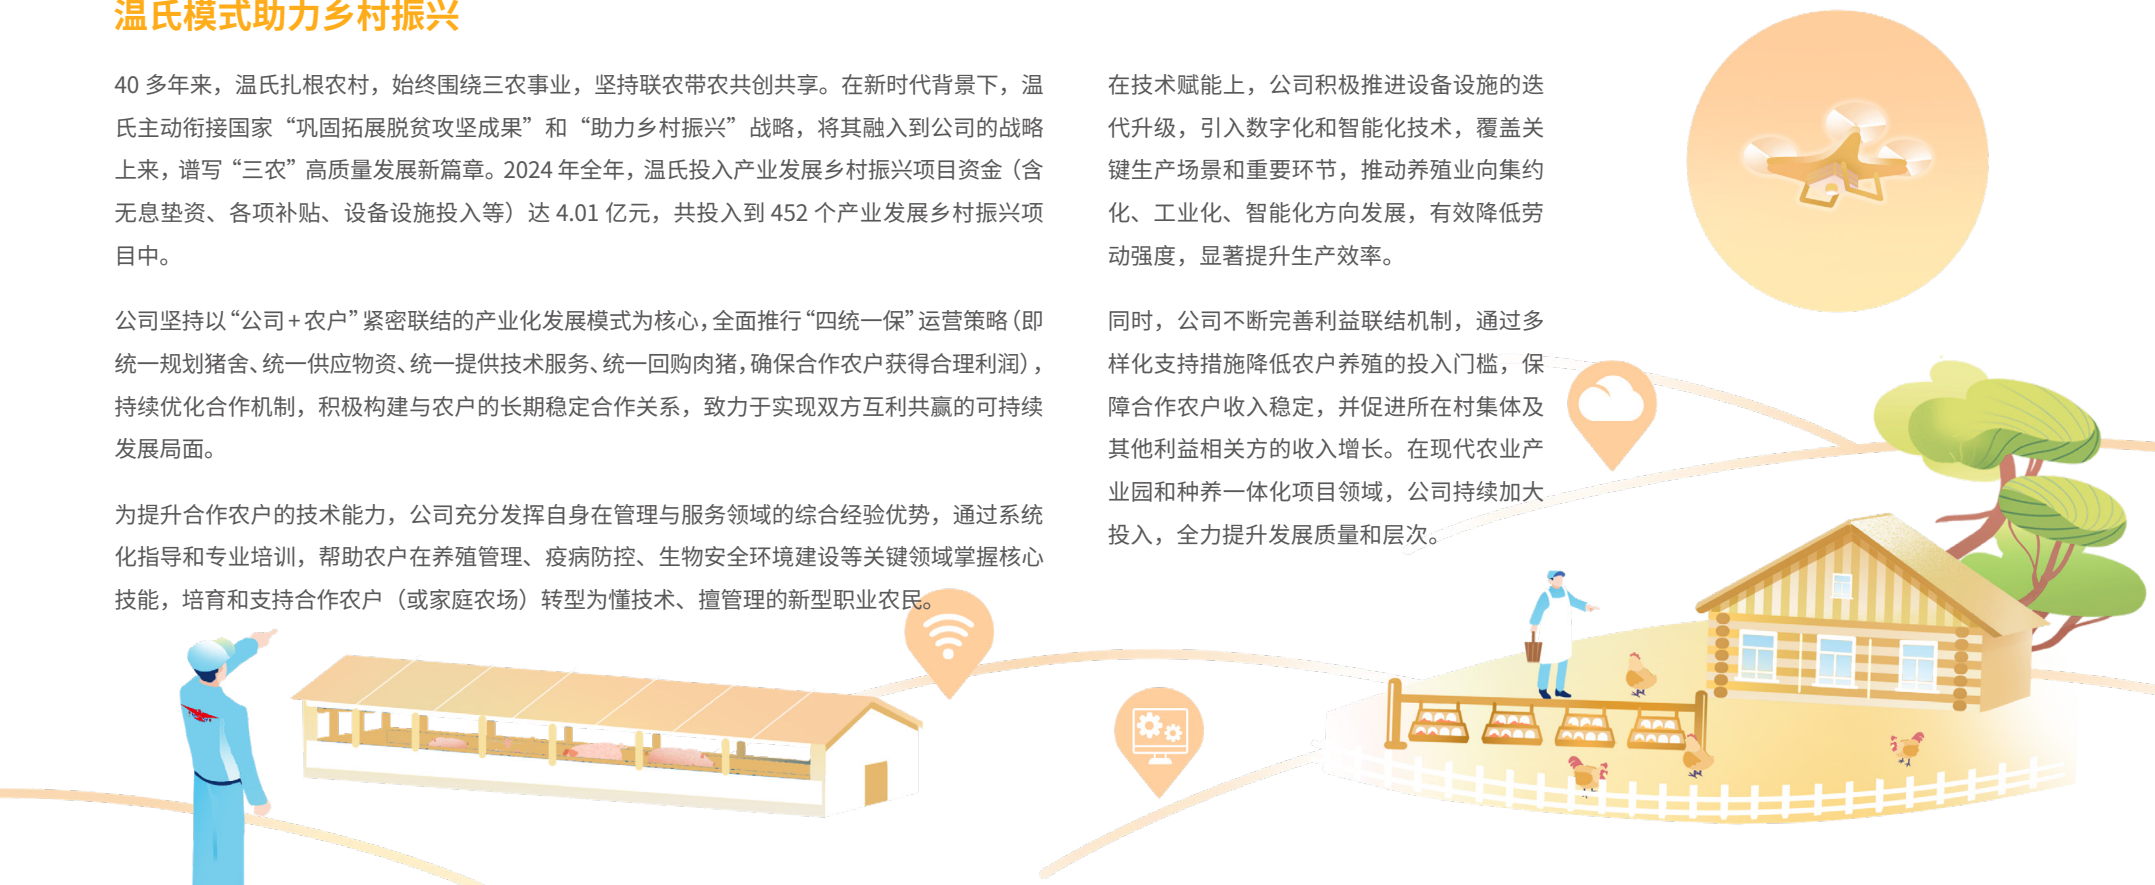 温氏模式助力乡村振兴
40 多年来，温氏扎根农村，始终围绕三农事业，坚持联农带农共创共享。在新时代背景下，温
氏主动衔接国家“巩固拓展脱贫攻坚成果”和“助力乡村振兴”战略，将其融入到公司的战略
上来，谱写“三农”高质量发展新篇章。2024 年全年，温氏投入产业发展乡村振兴项目资金（含
无息垫资、各项补贴、设备设施投入等）达 4.01 亿元，共投入到 452 个产业发展乡村振兴项
目中。
公司坚持以“公司+农户”紧密联结的产业化发展模式为核心，全面推行“四统一保”运营策略（即
统一规划猪舍、统一供应物资、统一提供技术服务、统一回购肉猪，确保合作农户获得合理利润），
持续优化合作机制，积极构建与农户的长期稳定合作关系，致力于实现双方互利共赢的可持续
发展局面。
为提升合作农户的技术能力，公司充分发挥自身在管理与服务领域的综合经验优势，通过系统
化指导和专业培训，帮助农户在养殖管理、疫病防控、生物安全环境建设等关键领域掌握核心
技能，培育和支持合作农户（或家庭农场）转型为懂技术、擅管理的新型职业农民。
在技术赋能上，公司积极推进设备设施的迭
代升级，引入数字化和智能化技术，覆盖关
键生产场景和重要环节，推动养殖业向集约
化、工业化、智能化方向发展，有效降低劳
动强度，显著提升生产效率。
同时，公司不断完善利益联结机制，通过多
样化支持措施降低农户养殖的投入门槛，保
障合作农户收入稳定，并促进所在村集体及
其他利益相关方的收入增长。在现代农业产
业园和种养一体化项目领域，公司持续加大
投入，全力提升发展质量和层次。